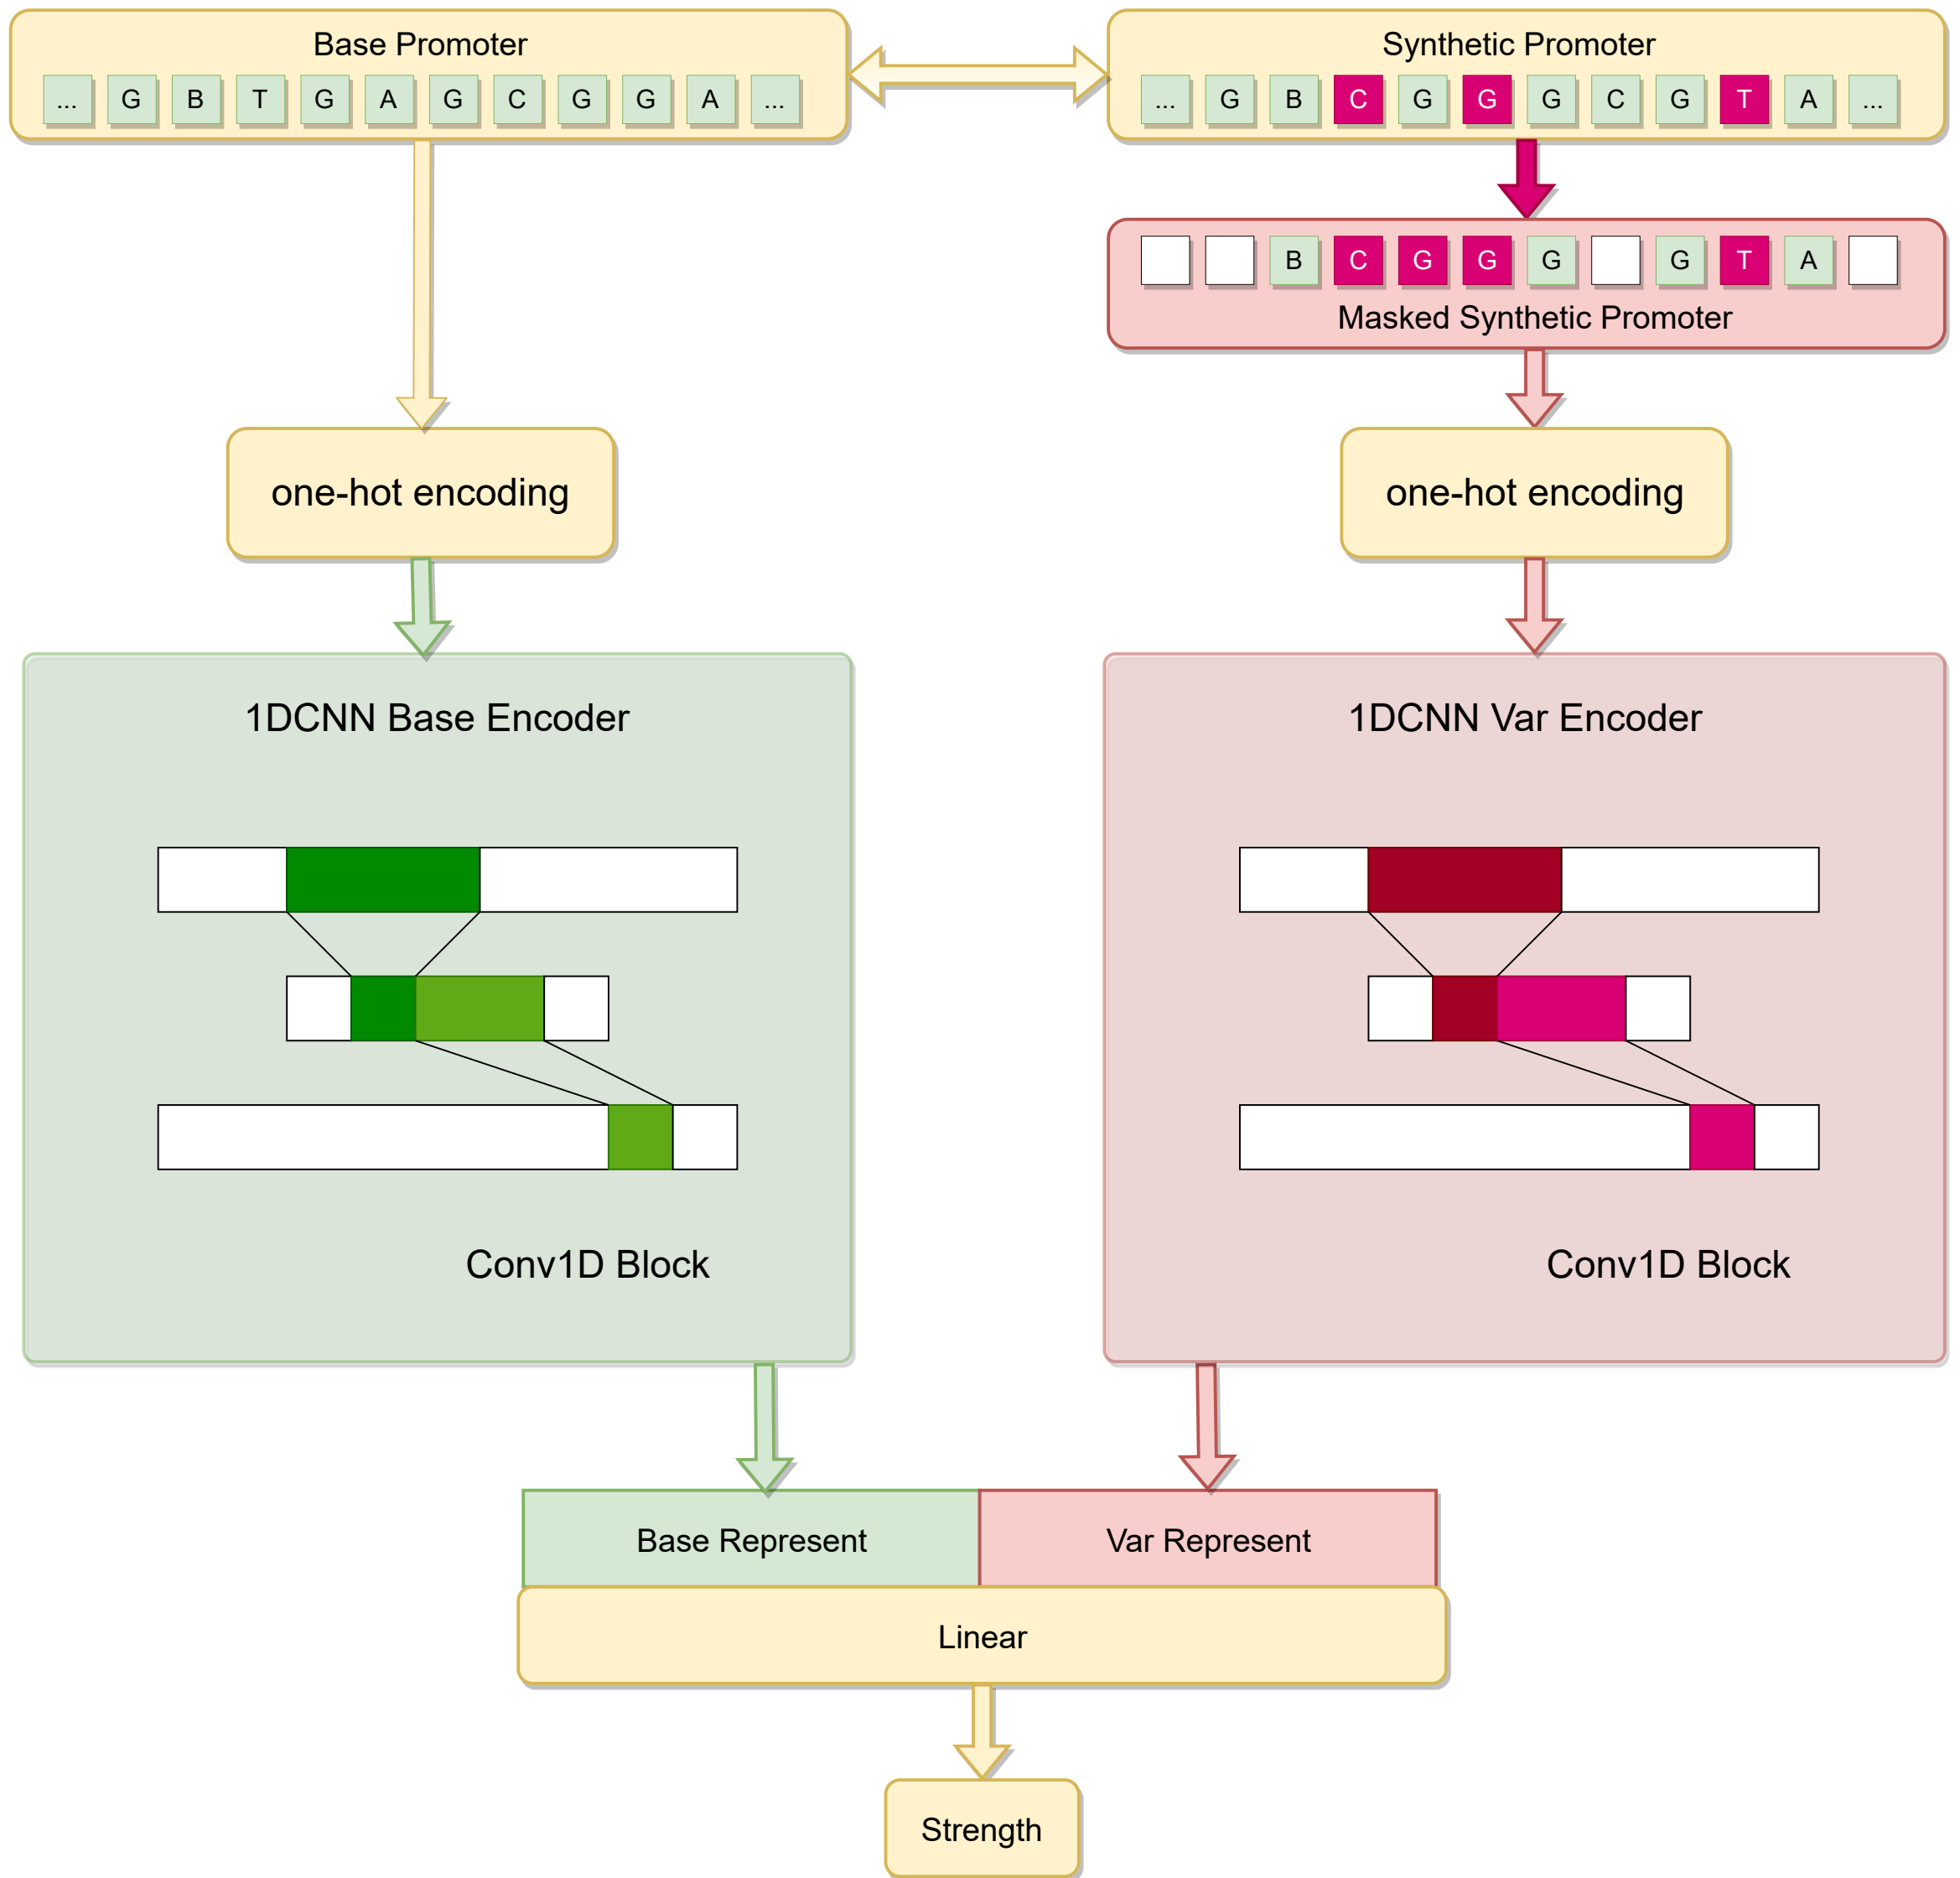 Base Promoter
... G B T G A G C G G A ...
Synthetic Promoter
... G B C G G G C G T A ...
B C G G G G T A
Masked Synthetic Promoter
one-hot encoding
one-hot encoding
1DCNN Base Encoder
Conv1D Block
1DCNN Var Encoder
Conv1D Block
Base Represent
Var Represent
Linear
Strength